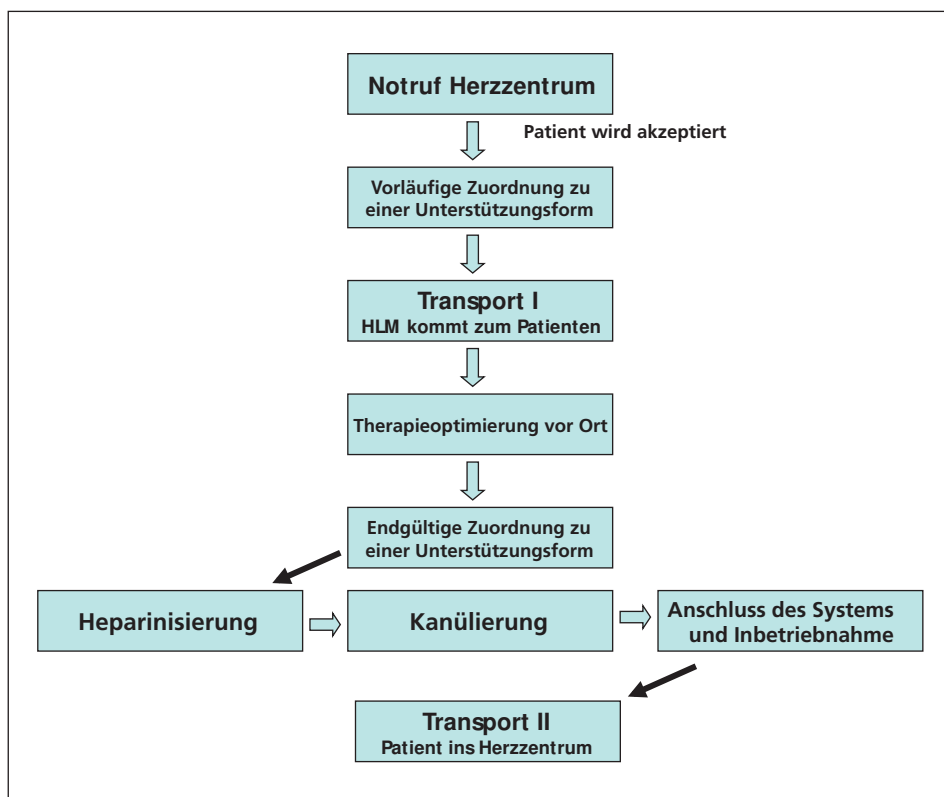 Notruf Herzzentrum
Patient wird akzeptiert
Vorläufige Zuordnung zu
einer Unterstützungsform
Transport I
HLM kommt zum Patienten
Therapieoptimierung vor Ort
Endgültige Zuordnung zu
einer Unterstützungsform
Heparinisierung
Kanülierung
Anschluss des Systems
und Inbetriebnahme
Transport II
Patient ins Herzzentrum